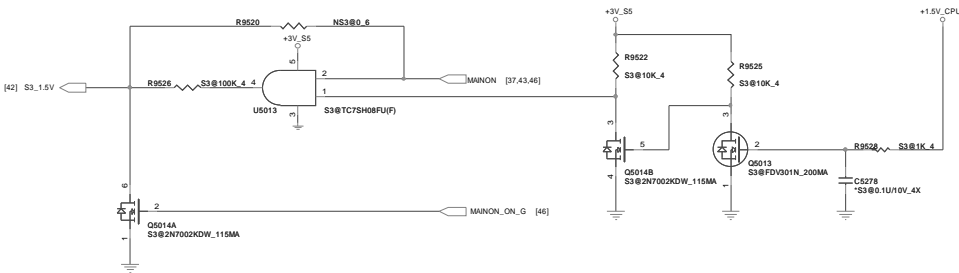 +3V_S5
+1.5V_CPU
R9520
NS3@0_6
+3V_S5
R9522
S3@10K_4
R9525
S3@10K_4
5
2
MAINON
[37,43,46]
[42]
S3_1.5V
R9526
S3@100K_4
4
1
U5013
3
S3@TC7SH08FU(F)
3
3
5
2
R9528
S3@1K_4
Q5014B
S3@2N7002KDW_115MA
4
Q5013
S3@FDV301N_200MA
1
C5278
*S3@0.1U/10V_4X
6
2
MAINON_ON_G
[46]
Q5014A
S3@2N7002KDW_115MA
1